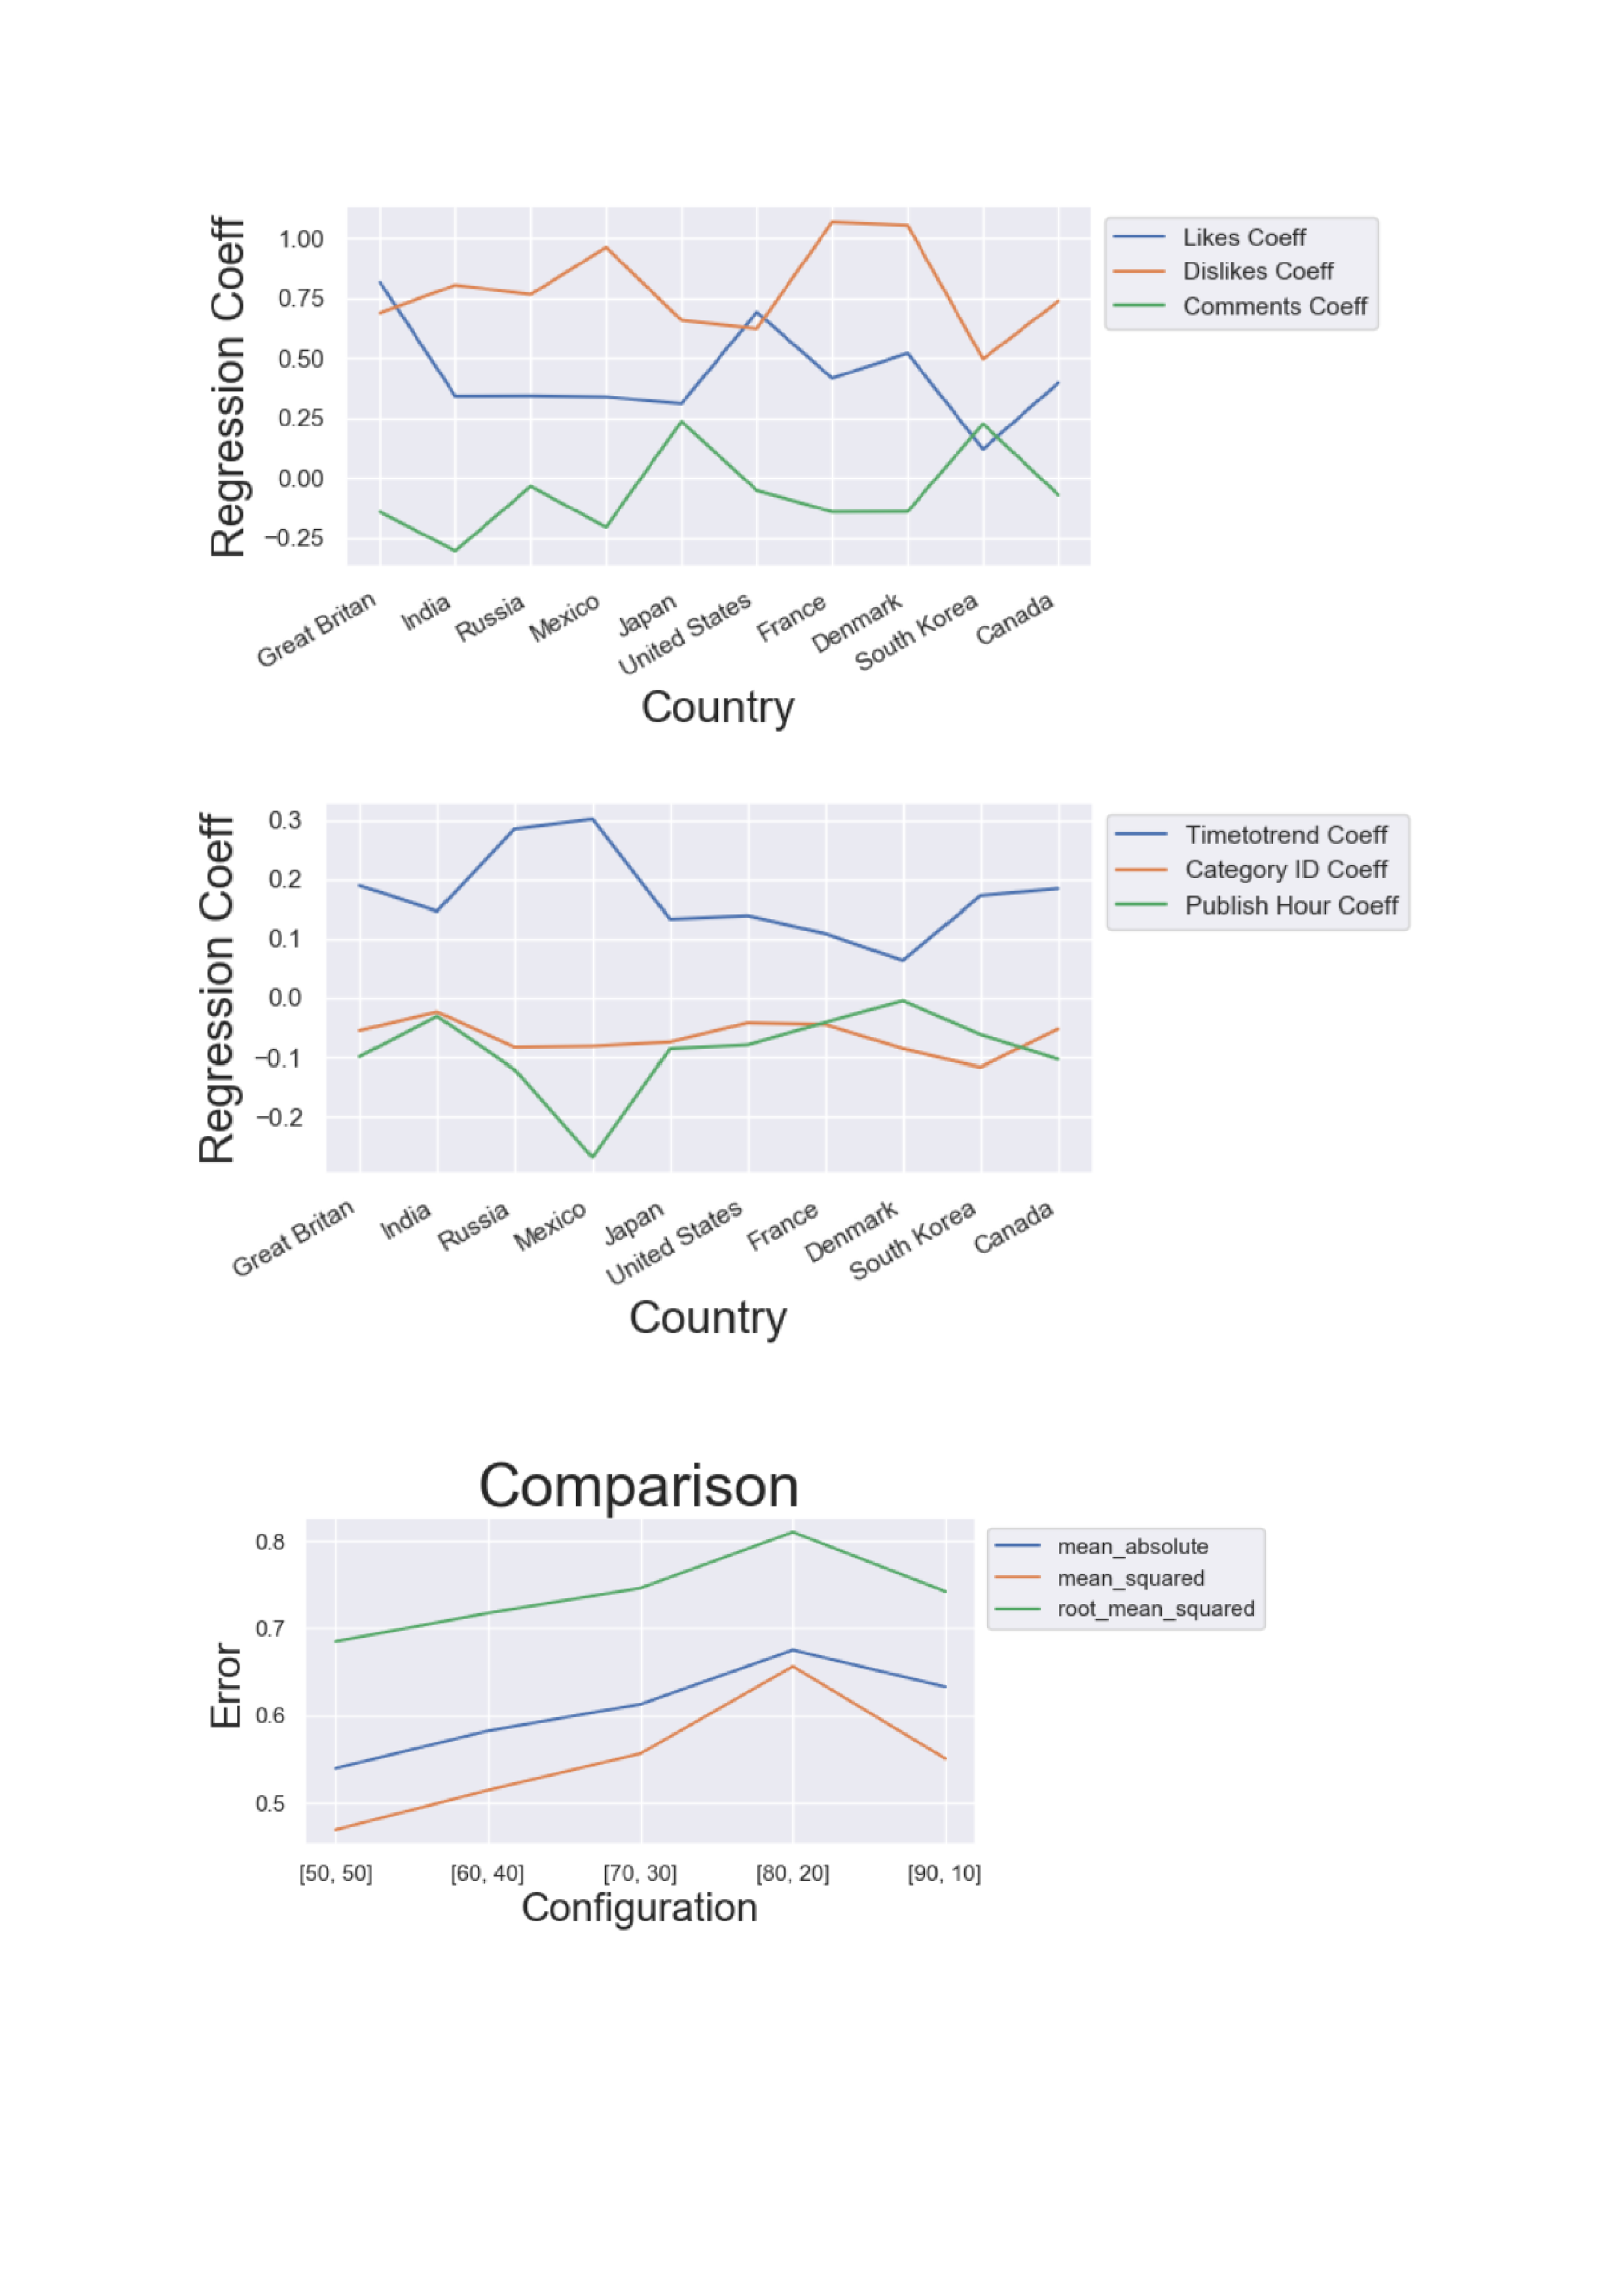 Regression Coeff
1.00
0.75
0.50
0.25
0.00
−0.25
Likes Coeff
Dislikes Coeff
Comments Coeff
Great Britan
India
Russia
Mexico
Japan
United States
France
Denmark
South Korea
Canada
Country
Regression Coeff
0.3
0.2
0.1
0.0
−0.1
−0.2
Timetotrend Coeff
Category ID Coeff
Publish Hour Coeff
Great Britan
India
Russia
Mexico
Japan
United States
France
Denmark
South Korea
Canada
Country
Comparison
Error
0.8
0.7
0.6
0.5
mean_absolute
mean_squared
root_mean_squared
[50, 50]
[60, 40]
[70, 30]
[80, 20]
[90, 10]
Configuration